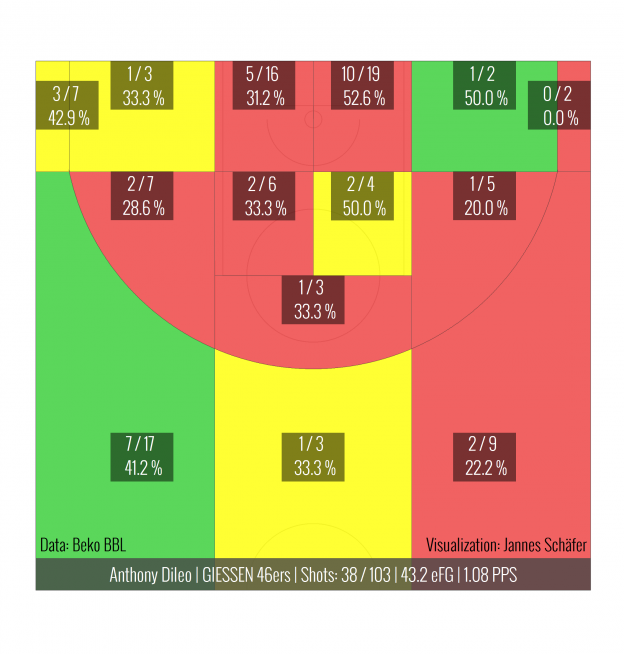 3 / 7
42.9 %
1 / 3
33.3 %
5 / 16
31.2 %
10 / 19
52.6 %
1 / 2
50.0 %
0 / 2
0.0 %
2 / 7
28.6 %
2 / 6
33.3 %
2 / 4
50.0 %
1 / 5
20.0 %
1 / 3
33.3 %
7 / 17
41.2 %
1 / 3
33.3 %
2 / 9
22.2 %
Data: Beko BBL
Visualization: Jannes Schäfer
Anthony Dileo | GIESSEN 46ers | Shots: 38 / 103 | 43.2 eFG | 1.08 PPS